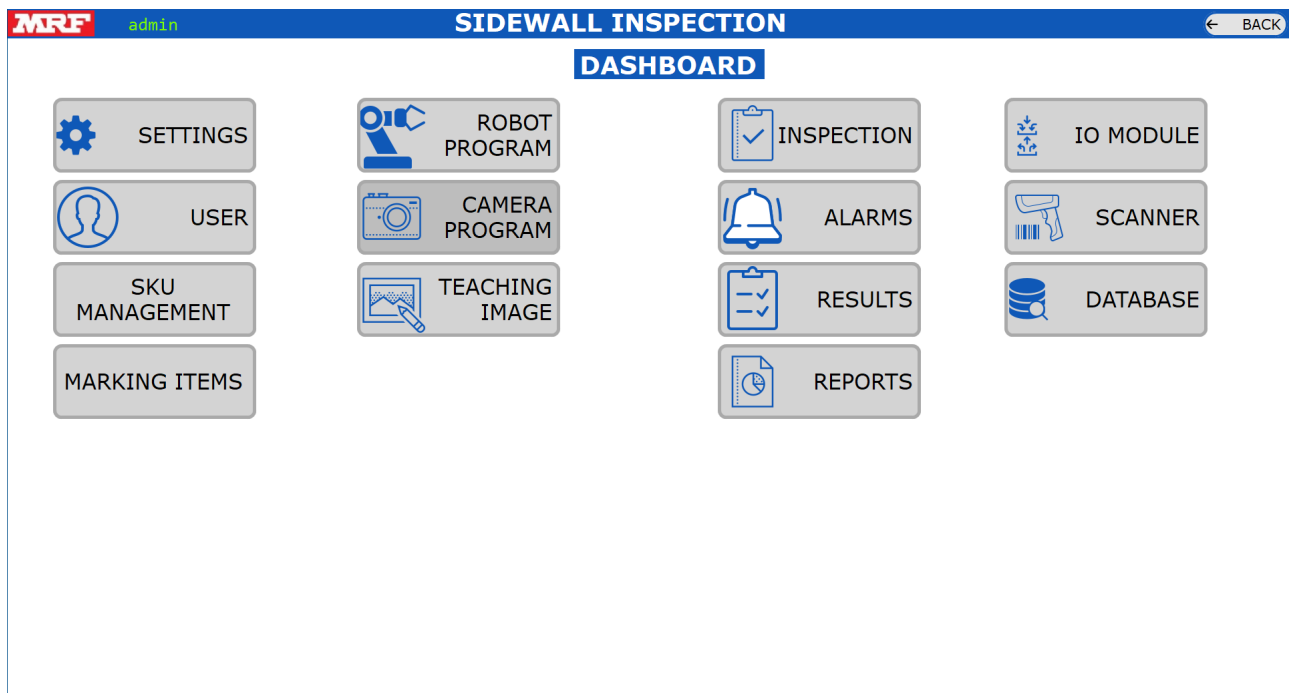 MRF admin SIDEWALL INSPECTION ← BACK
DASHBOARD
SETTINGS
USER
SKU
MANAGEMENT
MARKING ITEMS
ROBOT
PROGRAM
CAMERA
PROGRAM
TEACHING
IMAGE
INSPECTION
ALARMS
RESULTS
REPORTS
IO MODULE
SCANNER
DATABASE